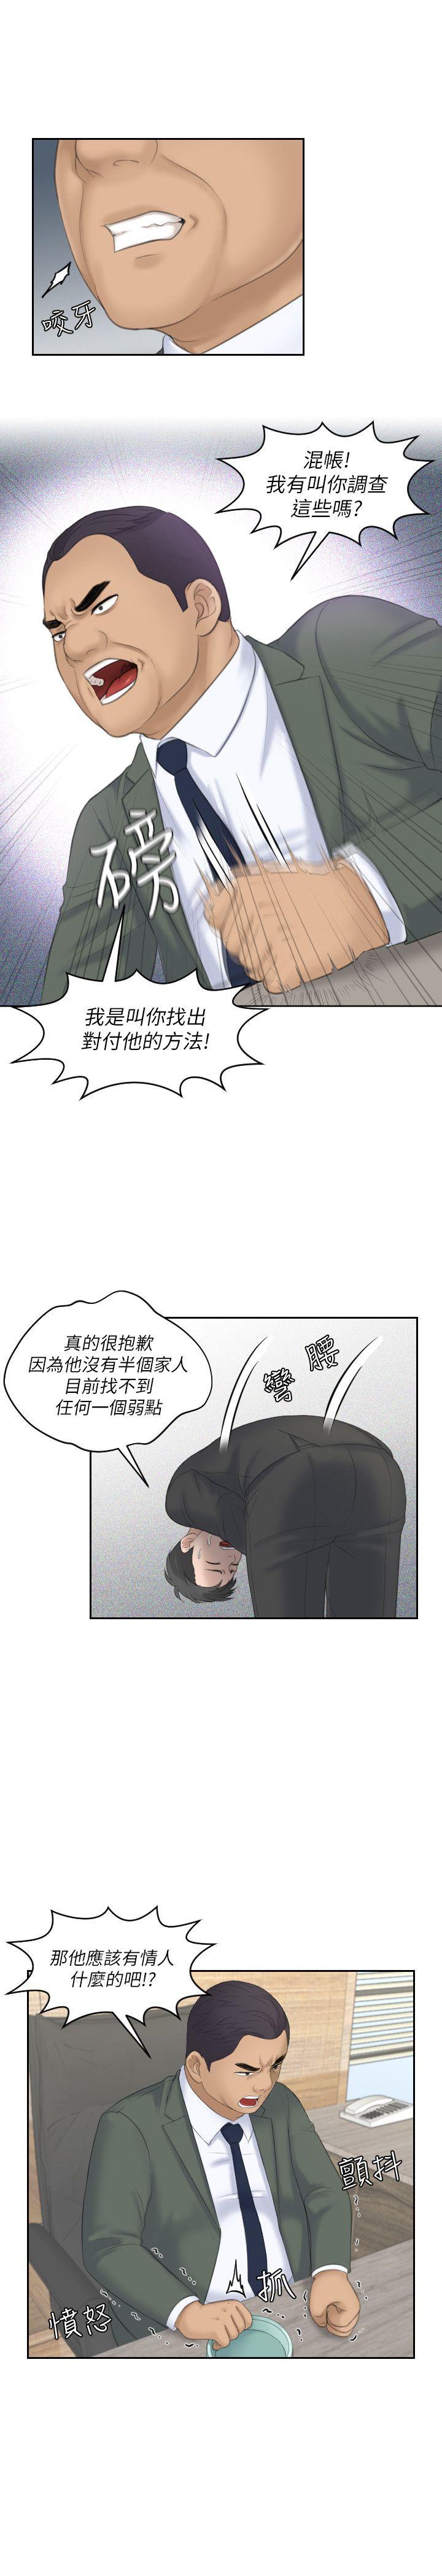 咬牙
混帳!
我有叫你調查
這些嗎?
磅
我是叫你找出
對付他的方法!
真的很抱歉
因為他沒有半個家人
目前找不到
任何一個弱點
彎腰
那他應該有情人
什麼的吧!?
顫抖
抓
憤怒